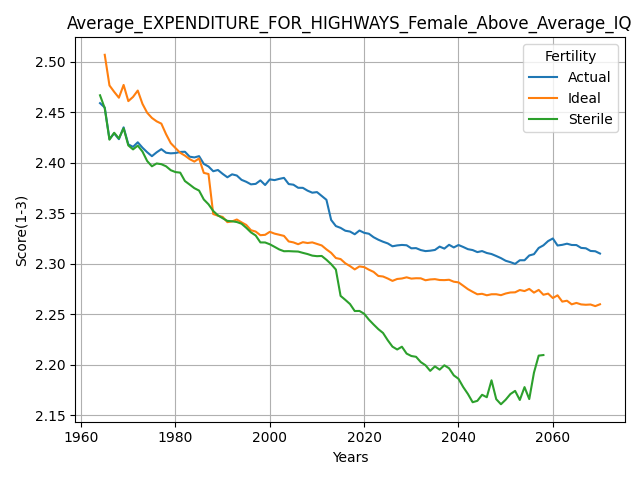 Average_EXPENDITURE_FOR_HIGHWAYS_Female_Above_Average_IQ
Fertility
Actual
Ideal
Sterile
Score(1-3)
2.50
2.45
2.40
2.35
2.30
2.25
2.20
2.15
1960
1980
2000
2020
2040
2060
Years